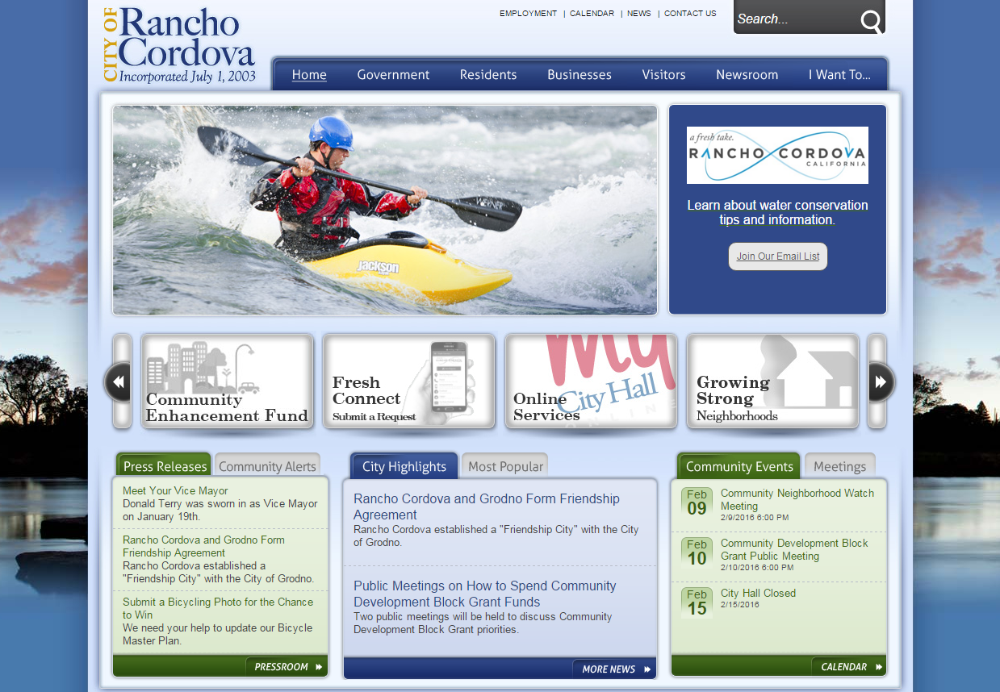 CITY OF
Rancho
Cordova
Incorporated July 1, 2003
EMPLOYMENT | CALENDAR | NEWS | CONTACT US
Search...
Home Government Residents Businesses Visitors Newsroom I Want To...
WERNER
Jackson
a fresh take.
RANCHO CORDOVA
CALIFORNIA
Learn about water conservation
tips and information.
Join Our Email List
Community
Enhancement Fund
Fresh
Connect
Submit a Request
My
City Hall
ONLINE
Online
Services
Growing
Strong
Neighborhoods
Press Releases Community Alerts
Meet Your Vice Mayor
Donald Terry was sworn in as Vice Mayor
on January 19th.
Rancho Cordova and Grodno Form
Friendship Agreement
Rancho Cordova established a
"Friendship City" with the City of Grodno.
Submit a Bicycling Photo for the Chance
to Win
We need your help to update our Bicycle
Master Plan.
PRESSROOM
City Highlights Most Popular
Rancho Cordova and Grodno Form Friendship
Agreement
Rancho Cordova established a "Friendship City" with the City
of Grodno.
Public Meetings on How to Spend Community
Development Block Grant Funds
Two public meetings will be held to discuss Community
Development Block Grant priorities.
MORE NEWS
Community Events Meetings
Feb
09
Community Neighborhood Watch
Meeting
2/9/2016 6:00 PM
Feb
10
Community Development Block
Grant Public Meeting
2/10/2016 6:00 PM
Feb
15
City Hall Closed
2/15/2016
CALENDAR